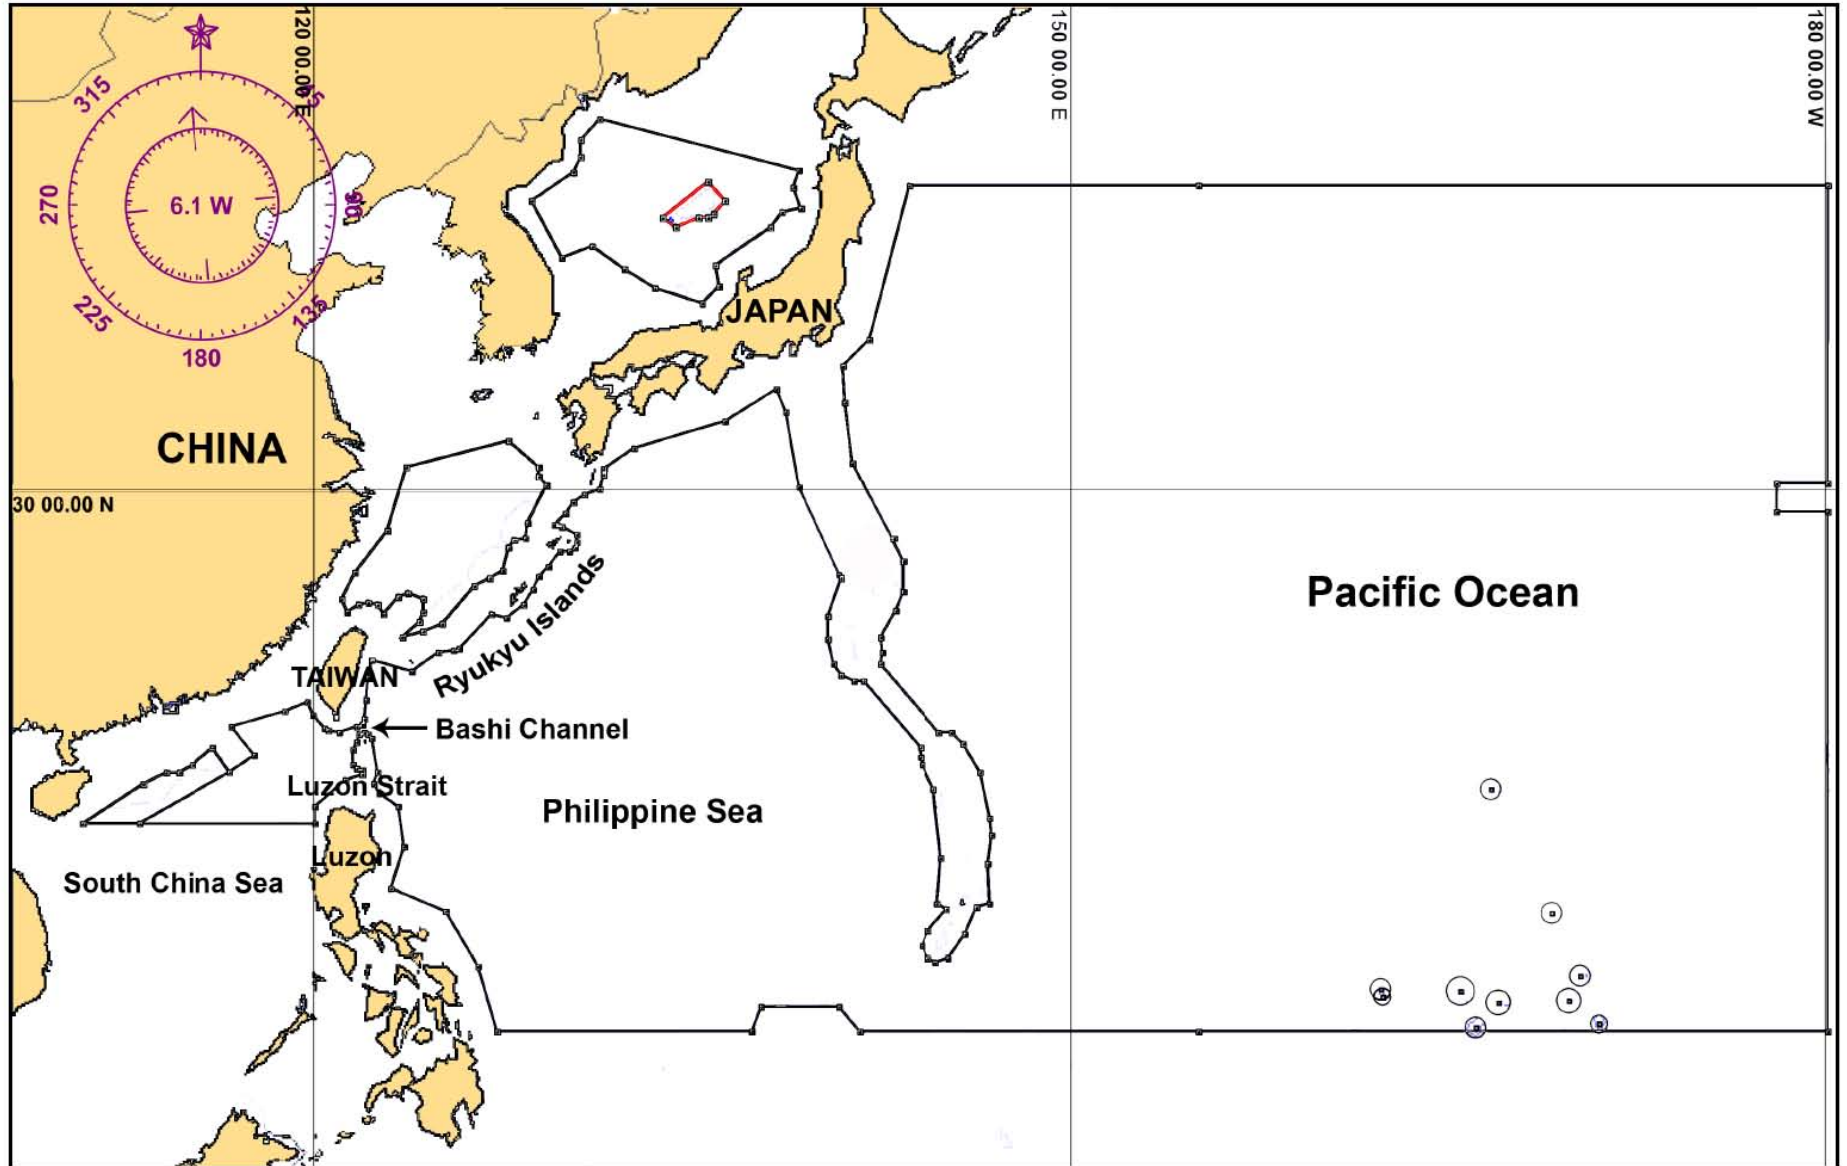 120 00.00 E
150 00.00 E
180 00.00 W
315
45
270
6.1 W
90
225
135
180
JAPAN
CHINA
30 00.00 N
Pacific Ocean
Ryukyu Islands
TAIWAN
Bashi Channel
Luzon Strait
Philippine Sea
Luzon
South China Sea